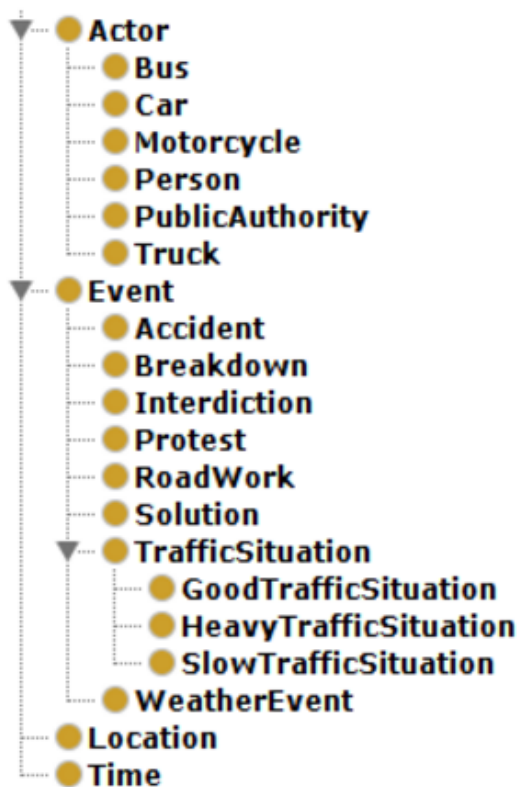 Actor
Bus
Car
Motorcycle
Person
PublicAuthority
Truck
Event
Accident
Breakdown
Interdiction
Protest
RoadWork
Solution
TrafficSituation
GoodTrafficSituation
HeavyTrafficSituation
SlowTrafficSituation
WeatherEvent
Location
Time